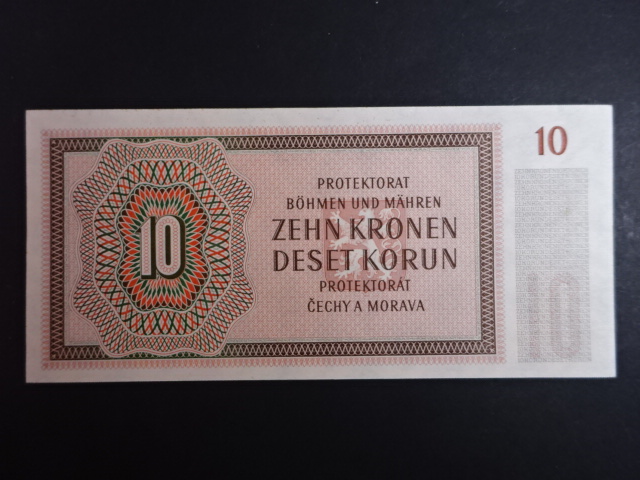 10
10
PROTEKTORAT
BÖHMEN UND MÄHREN
ZEHN KRONEN
DESET KORUN
PROTEKTORÁT
ČECHY A MORAVA
10